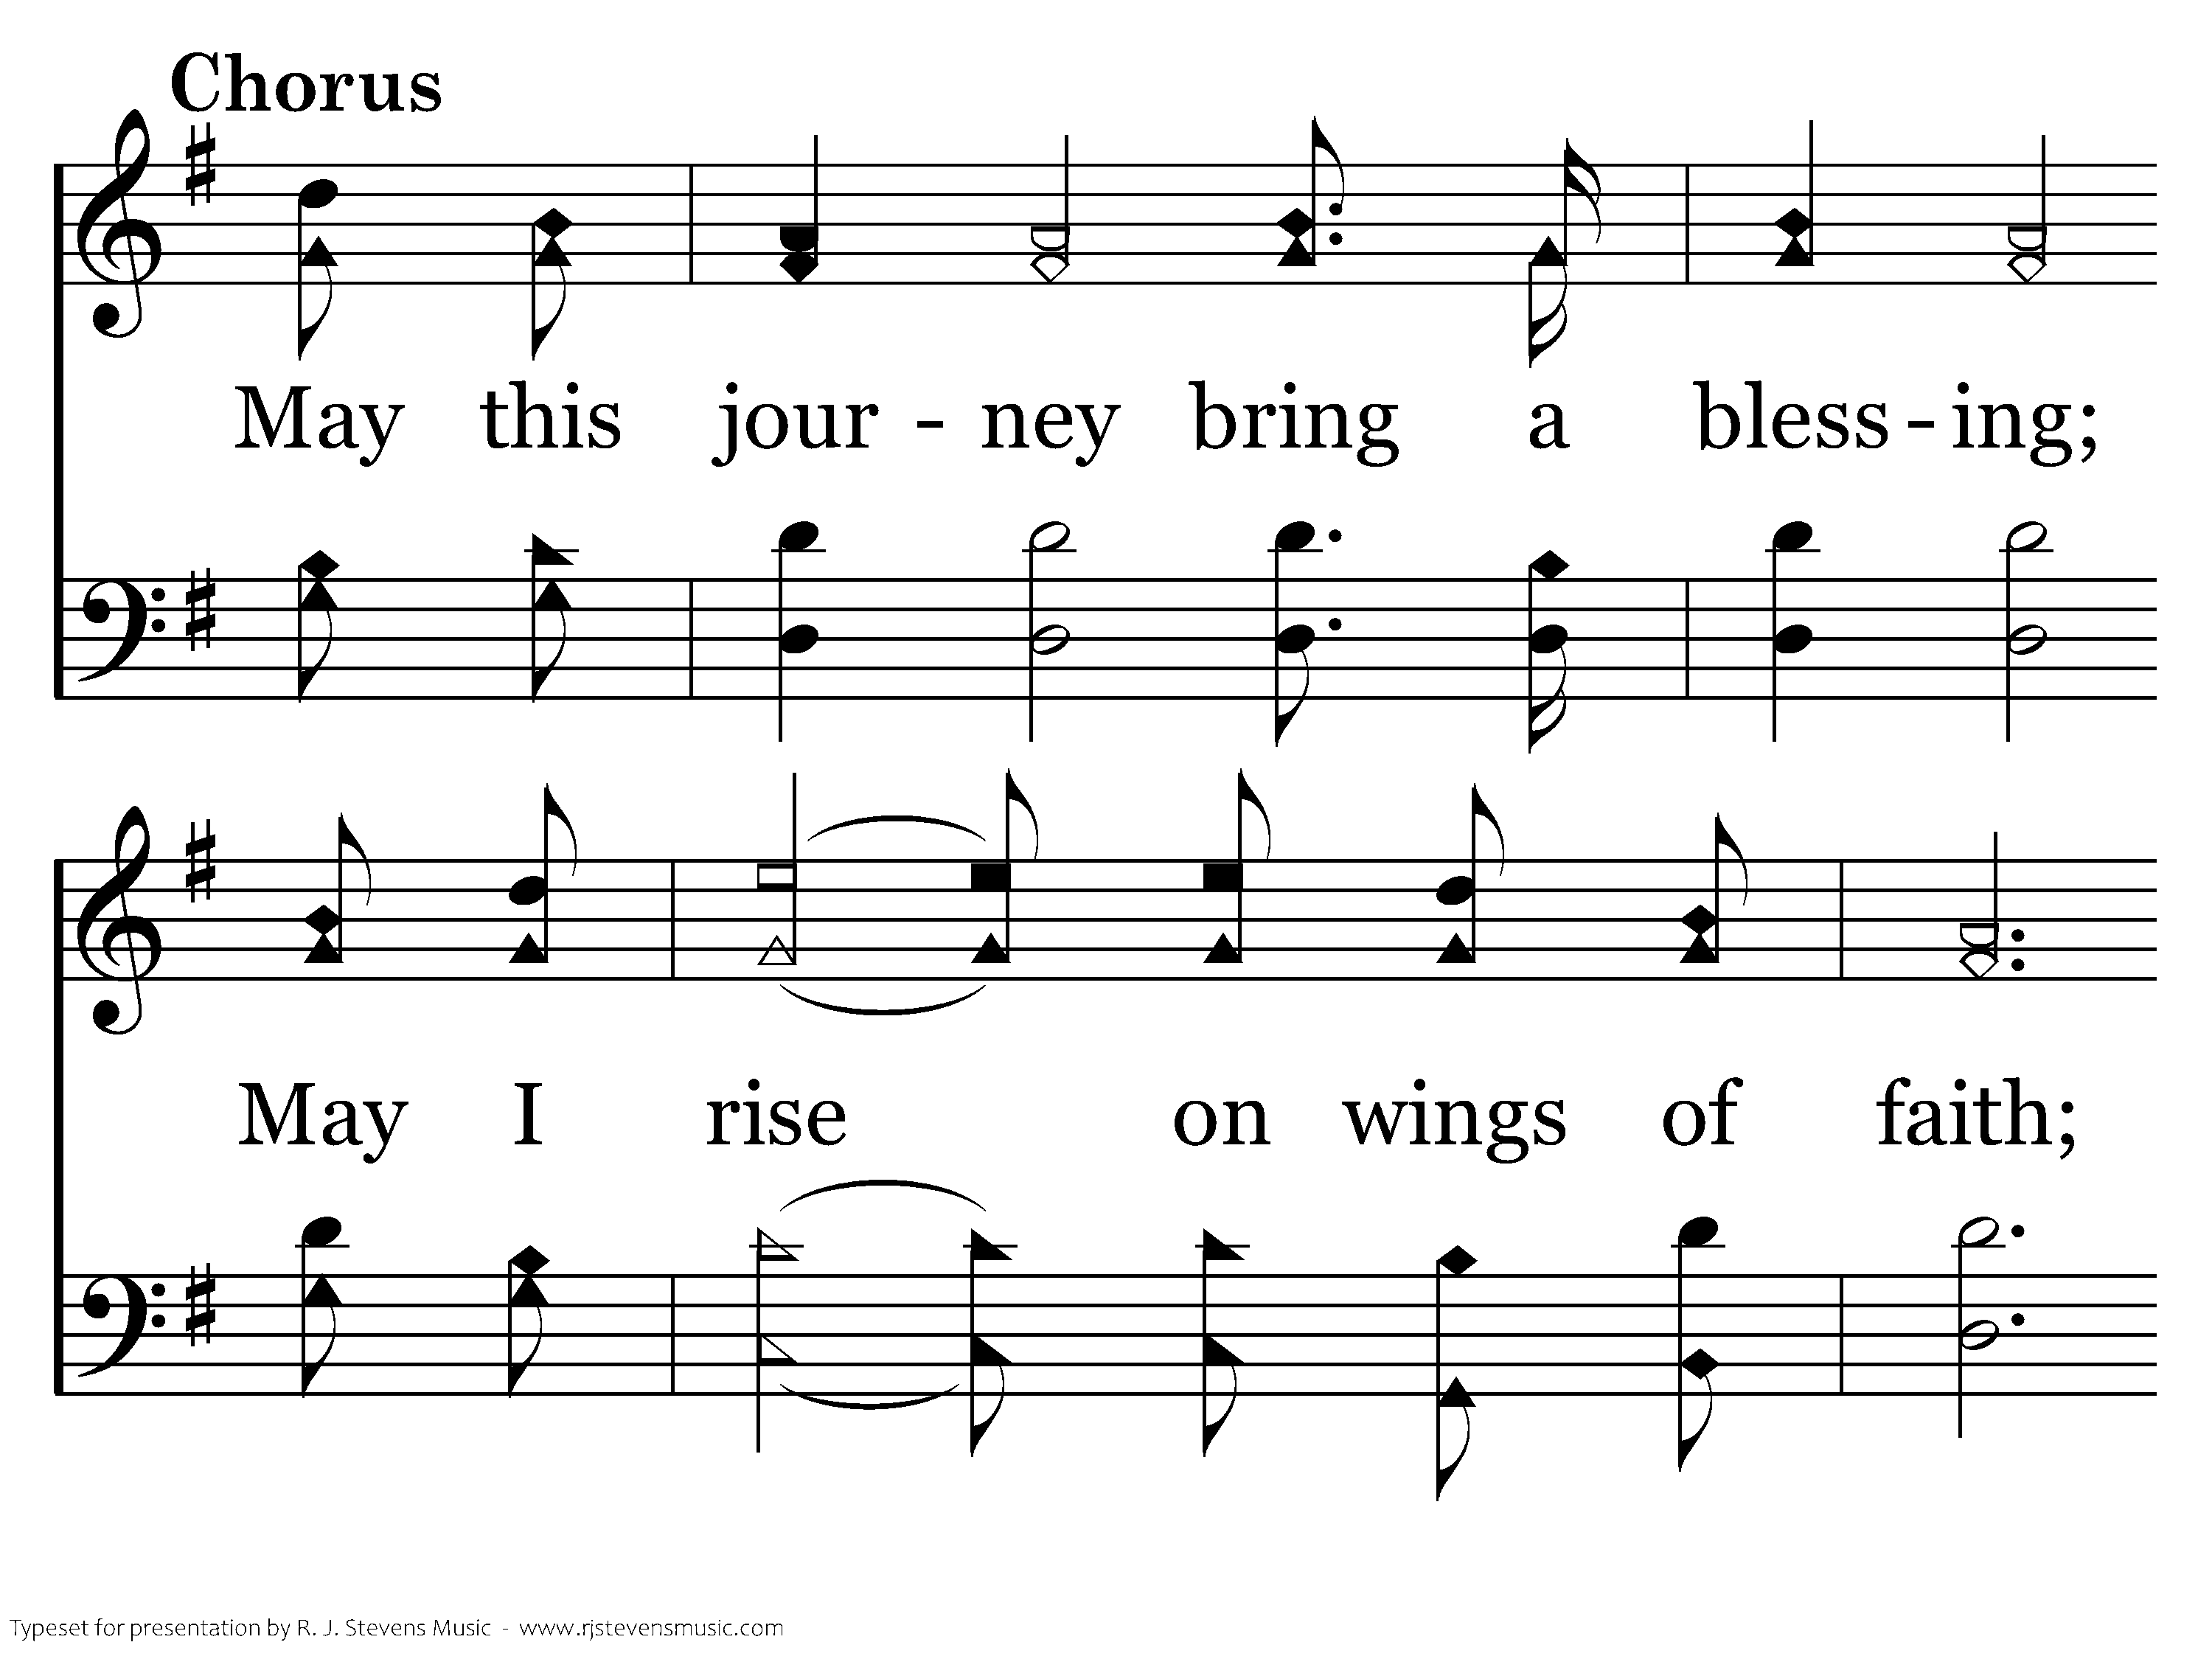 Chorus
May this jour - ney bring a bless - ing;
May I rise on wings of faith;
Typeset for presentation by R. J. Stevens Music - www.rjstevensmusic.com